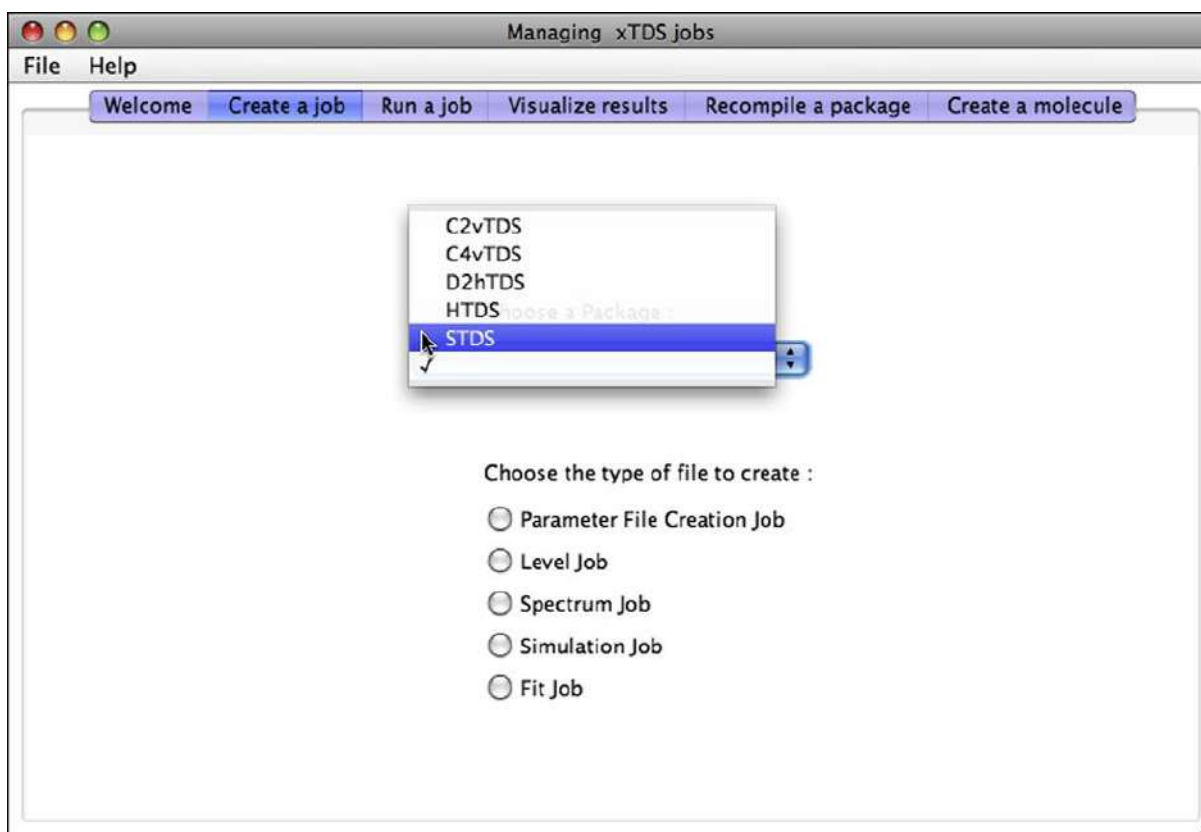 Managing xTDS jobs
File Help
Welcome Create a job Run a job Visualize results Recompile a package Create a molecule
C2vTDS
C4vTDS
D2hTDS
HTDS
hoose a Package :
STDS
Choose the type of file to create :
Parameter File Creation Job
Level Job
Spectrum Job
Simulation Job
Fit Job